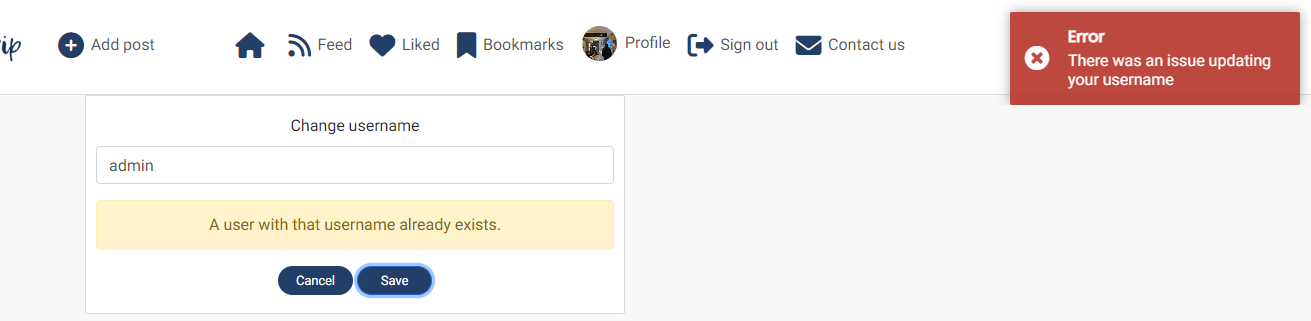 Add post
Feed
Liked
Bookmarks
Profile
Sign out
Contact us
Error
There was an issue updating
your username
Change username
admin
A user with that username already exists.
Cancel
Save